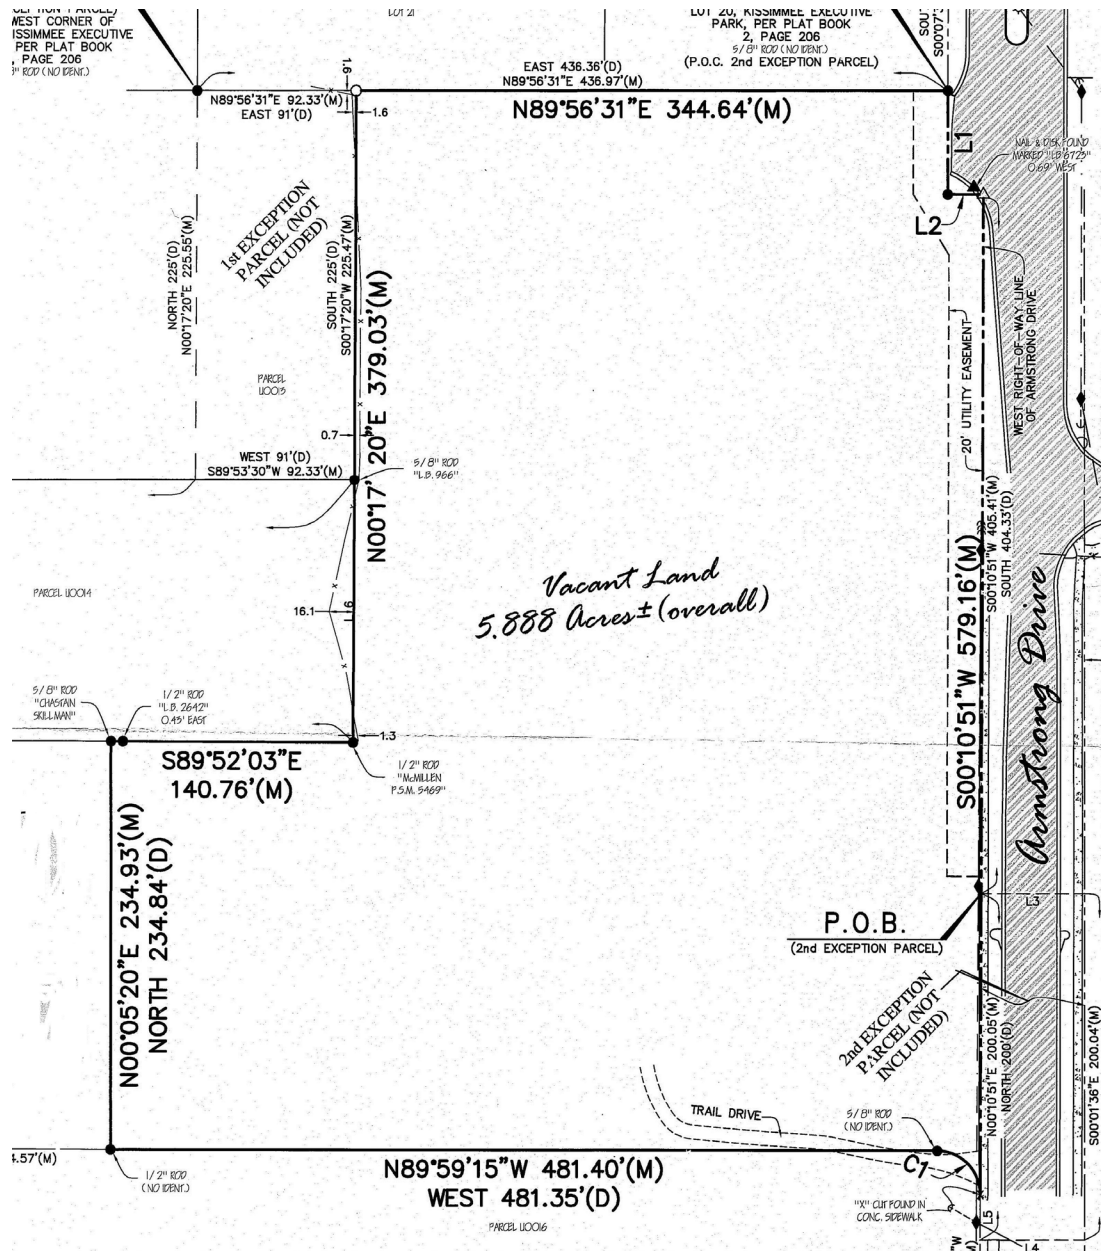 WEST CORNER OF
ISSIMMEE EXECUTIVE
PER PLAT BOOK
, PAGE 206
ROD (NO IDENT.)
LOT 21
LOT 20, KISSIMMEE EXECUTIVE
PARK, PER PLAT BOOK
2, PAGE 206
5/8" ROD (NO IDENT.)
(P.O.C. 2nd EXCEPTION PARCEL)
S00°07'
EAST 436.36'(D)
N89°56'31"E 436.97'(M)
N89°56'31"E 344.64'(M)
N89°56'31"E 92.33'(M)
EAST 91'(D)
1.6
1.6
L1
NAIL & DISK FOUND
MARKED "LB 6723"
0.69' WEST
L2
1st EXCEPTION
PARCEL (NOT
INCLUDED)
NORTH 225'(D)
N00°17'20"E 225.55'(M)
SOUTH 225'(D)
S00°17'20"W 225.47'(M)
N00°17' 20"E 379.03'(M)
PARCEL
U0013
0.7
WEST 91'(D)
S89°53'30"W 92.33'(M)
5/8" ROD
"L.B. 966"
20' UTILITY EASEMENT
WEST RIGHT-OF-WAY LINE
OF ARMSTRONG DRIVE
S00°10'51"W 579.16'(M)
S00°10'51"W 405.41'(M)
SOUTH 404.33'(D)
Vacant Land
5.888 Acres± (overall)
PARCEL U0014
16.1
Armstrong Drive
5/8" ROD
"CHASTAIN
SKILLMAN"
1/2" ROD
"L.B. 2642"
0.43' EAST
1.3
S89°52'03"E
140.76'(M)
1/2" ROD
"McMILLEN
P.S.M. 5469"
N00°05'20"E 234.93'(M)
NORTH 234.84'(D)
P.O.B.
(2nd EXCEPTION PARCEL)
L3
2nd EXCEPTION
PARCEL (NOT
INCLUDED)
N00°10'51"E 200.05'(M)
NORTH 200'(D)
S00°01'36"E 200.04'(M)
TRAIL DRIVE
5/8" ROD
(NO IDENT.)
C1
4.57'(M)
1/2" ROD
(NO IDENT.)
N89°59'15"W 481.40'(M)
WEST 481.35'(D)
PARCEL U0016
"X" CUT FOUND IN
CONC. SIDEWALK
L5
L4